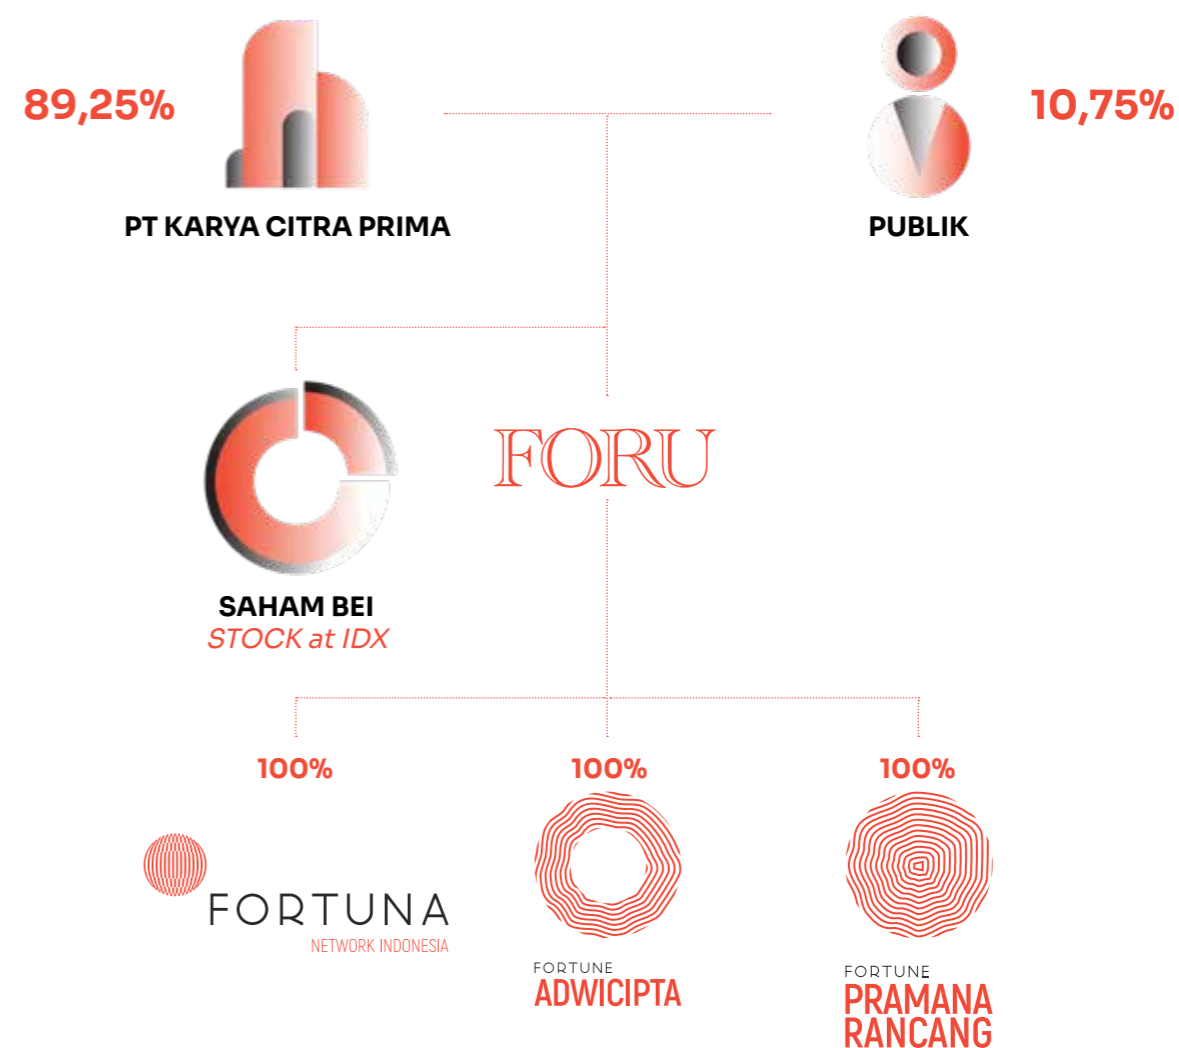 89,25%
PT KARYA CITRA PRIMA
10,75%
PUBLIK
FORU
SAHAM BEI
STOCK at IDX
100%
FORTUNA
NETWORK INDONESIA
100%
FORTUNE
ADWICIPTA
100%
FORTUNE
PRAMANA
RANCANG